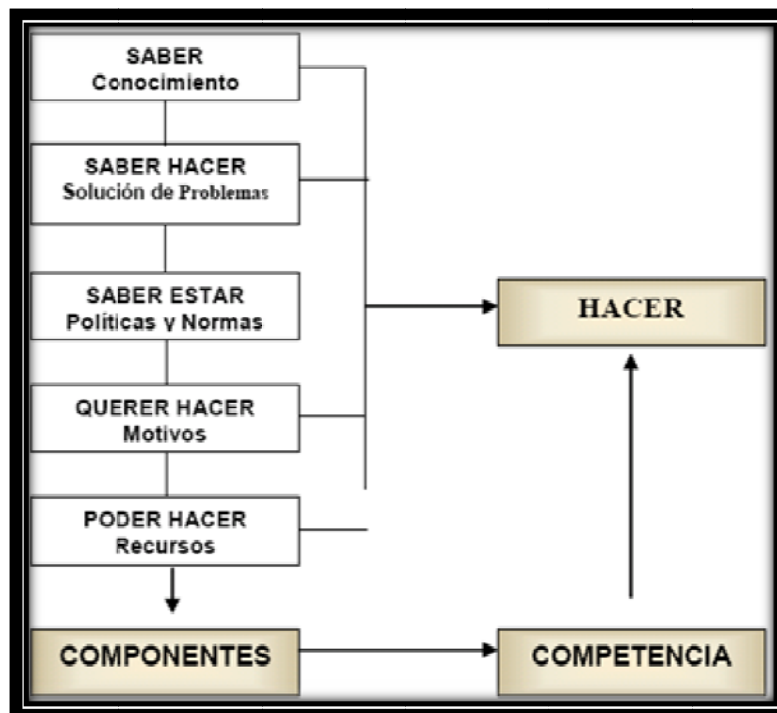 SABER
Conocimiento
SABER HACER
Solución de Problemas
SABER ESTAR
Políticas y Normas
QUERER HACER
Motivos
PODER HACER
Recursos
COMPONENTES
HACER
COMPETENCIA